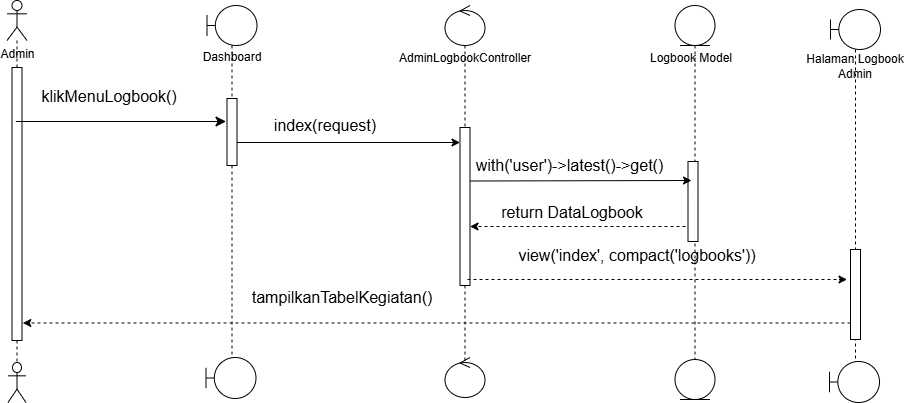 Admin
Dashboard
AdminLogbookController
Logbook Model
Halaman Logbook
Admin
klikMenuLogbook()
index(request)
with('user')->latest()->get()
return DataLogbook
view('index', compact('logbooks'))
tampilkanTabelKegiatan()